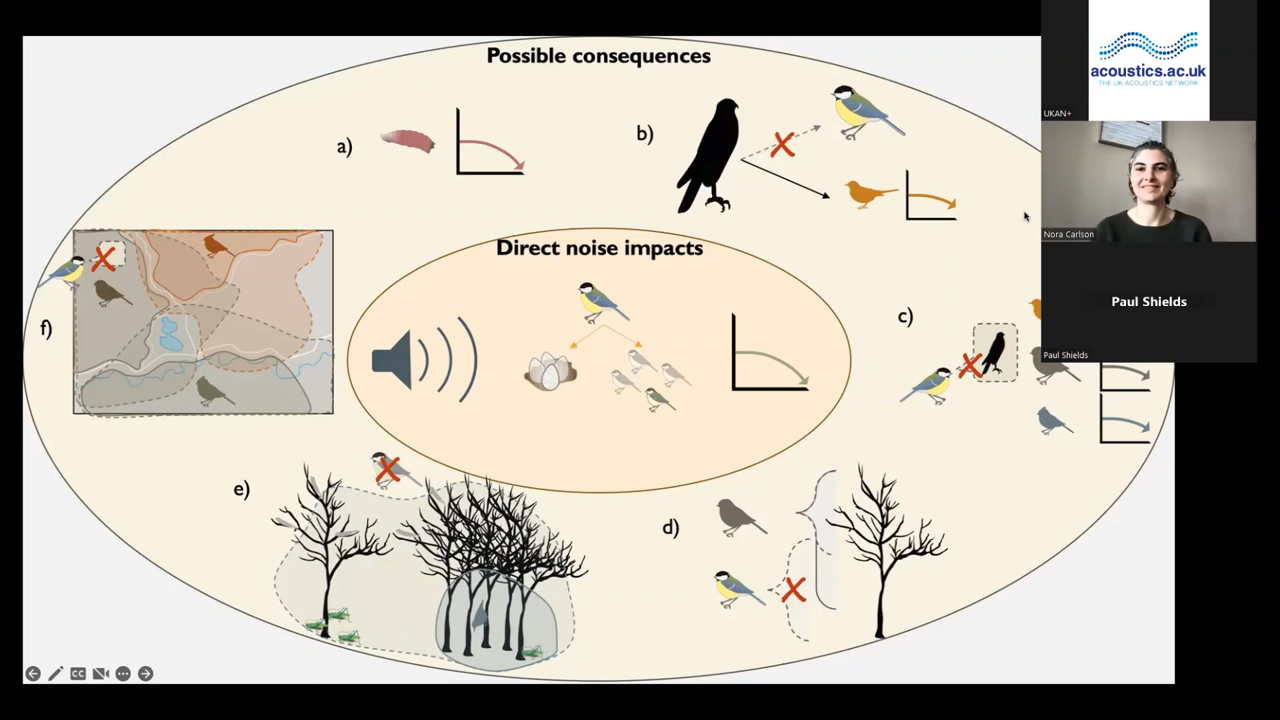 Possible consequences
acoustics.ac.uk
THE UK ACOUSTICS NETWORK
UKAN+
a)
b)
Nora Carlson
Direct noise impacts
Paul Shields
f)
c)
Paul Shields
e)
d)
CC